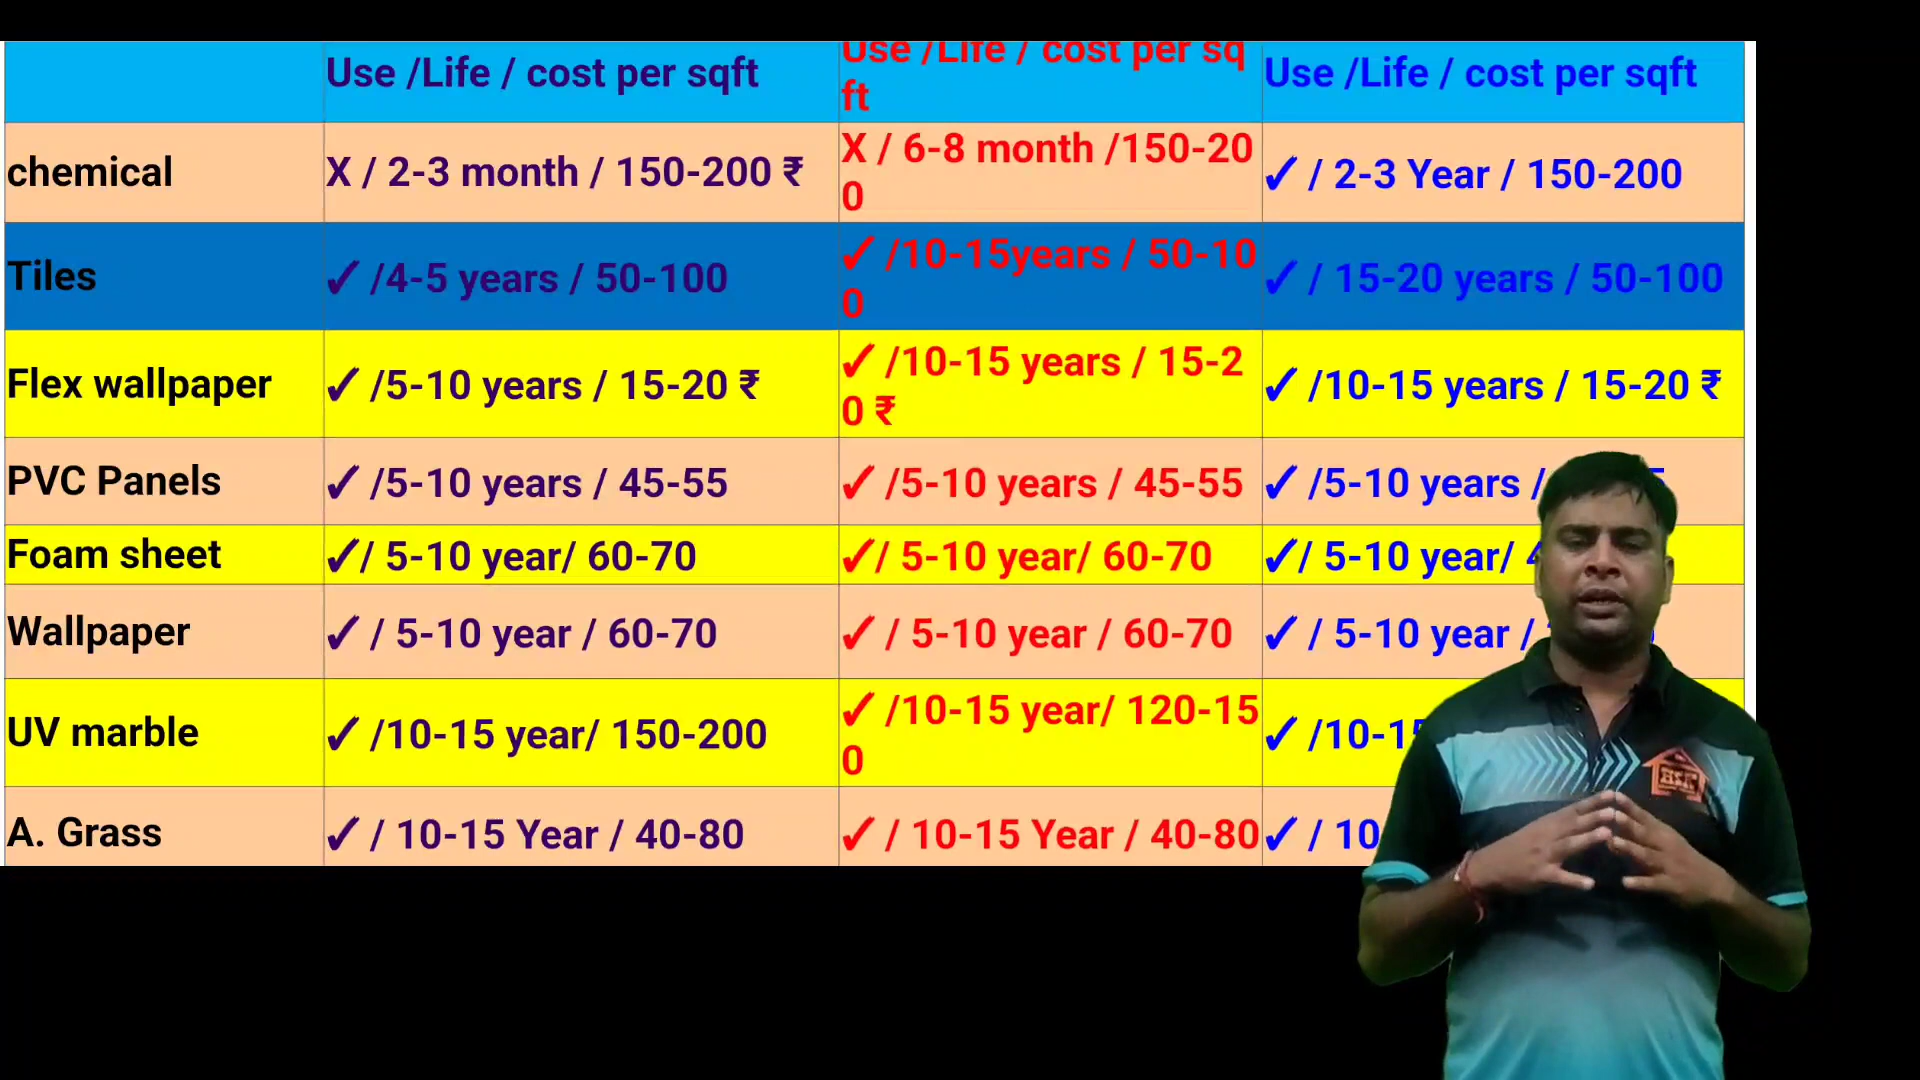 Use /Life / cost per sqft
Use /Life / cost per sq
ft
Use /Life / cost per sqft
chemical
X / 2-3 month / 150-200 ₹
X / 6-8 month /150-20
0
✓ / 2-3 Year / 150-200
Tiles
✓ /4-5 years / 50-100
✓ /10-15years / 50-10
0
✓ / 15-20 years / 50-100
Flex wallpaper
✓ /5-10 years / 15-20 ₹
✓ /10-15 years / 15-2
0 ₹
✓ /10-15 years / 15-20 ₹
PVC Panels
✓ /5-10 years / 45-55
✓ /5-10 years / 45-55
✓ /5-10 years /
Foam sheet
✓/ 5-10 year/ 60-70
✓/ 5-10 year/ 60-70
✓/ 5-10 year/
Wallpaper
✓ / 5-10 year / 60-70
✓ / 5-10 year / 60-70
✓ / 5-10 year /
UV marble
✓ /10-15 year/ 150-200
✓ /10-15 year/ 120-15
0
✓ /10-15
A. Grass
✓ / 10-15 Year / 40-80
✓ / 10-15 Year / 40-80
✓ / 10